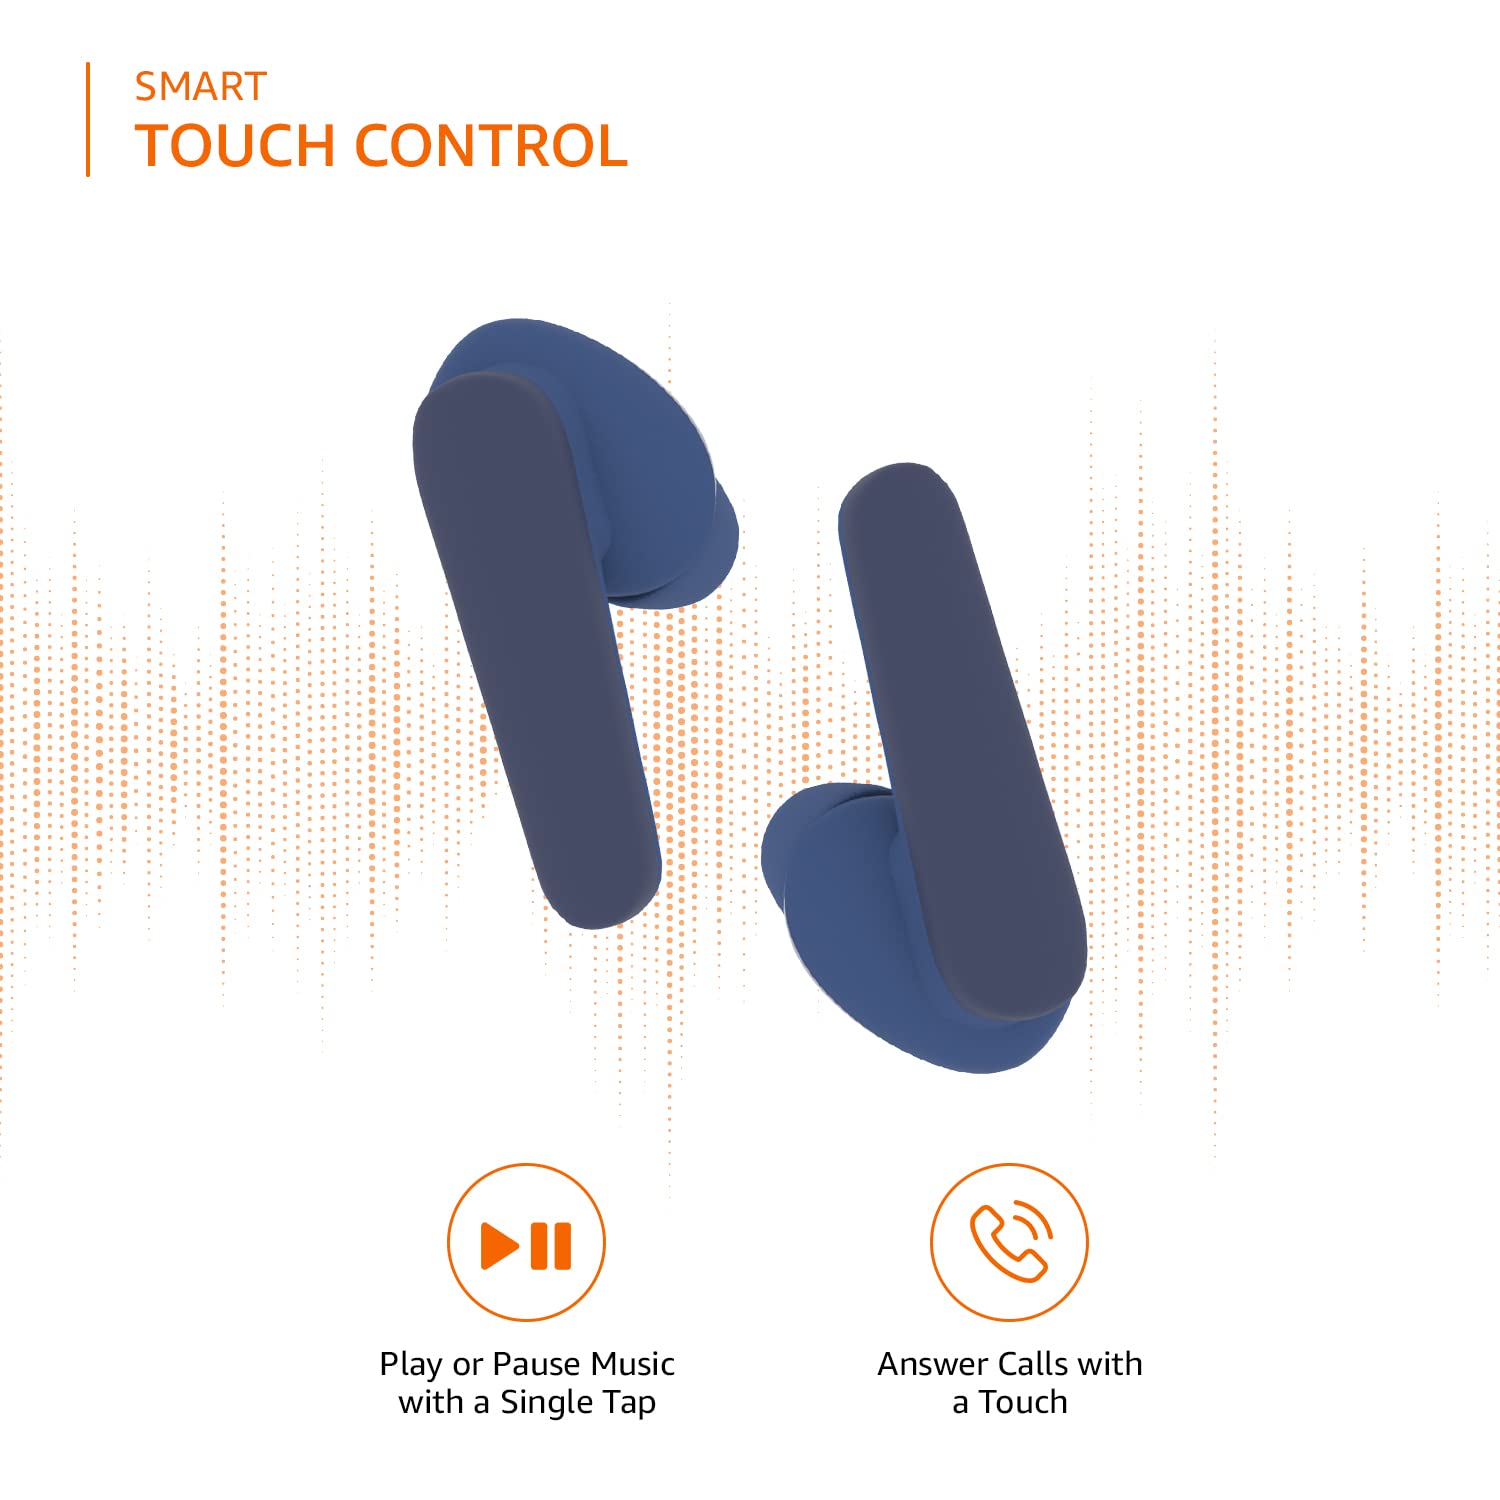 SMART
TOUCH CONTROL
Play or Pause Music
with a Single Tap
Answer Calls with
a Touch